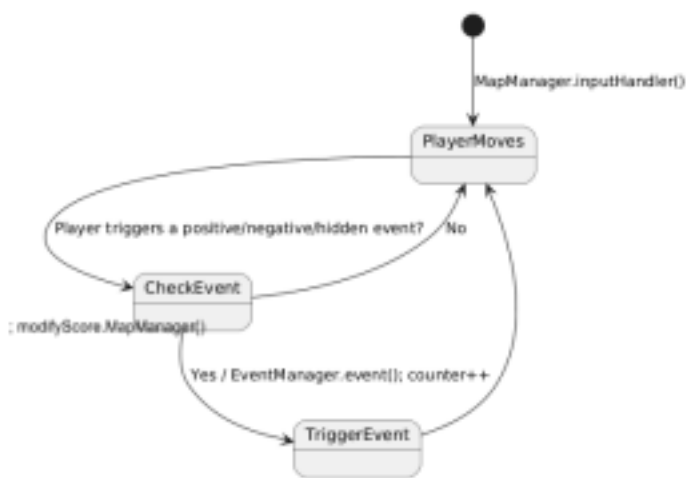 MapManager.inputHandler()
PlayerMoves
Player triggers a positive/negative/hidden event?
No
CheckEvent
; modifyScore.MapManager()
Yes / EventManager.event(); counter++
TriggerEvent